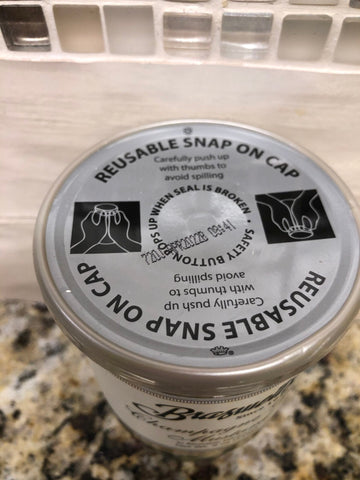 REUSABLE SNAP ON CAP
Carefully push up
with thumbs to
avoid spilling
SAFETY BUTTON POPS UP WHEN SEAL IS BROKEN •
REUSABLE SNAP ON CAP
Carefully push up
with thumbs to
avoid spilling
Champagne